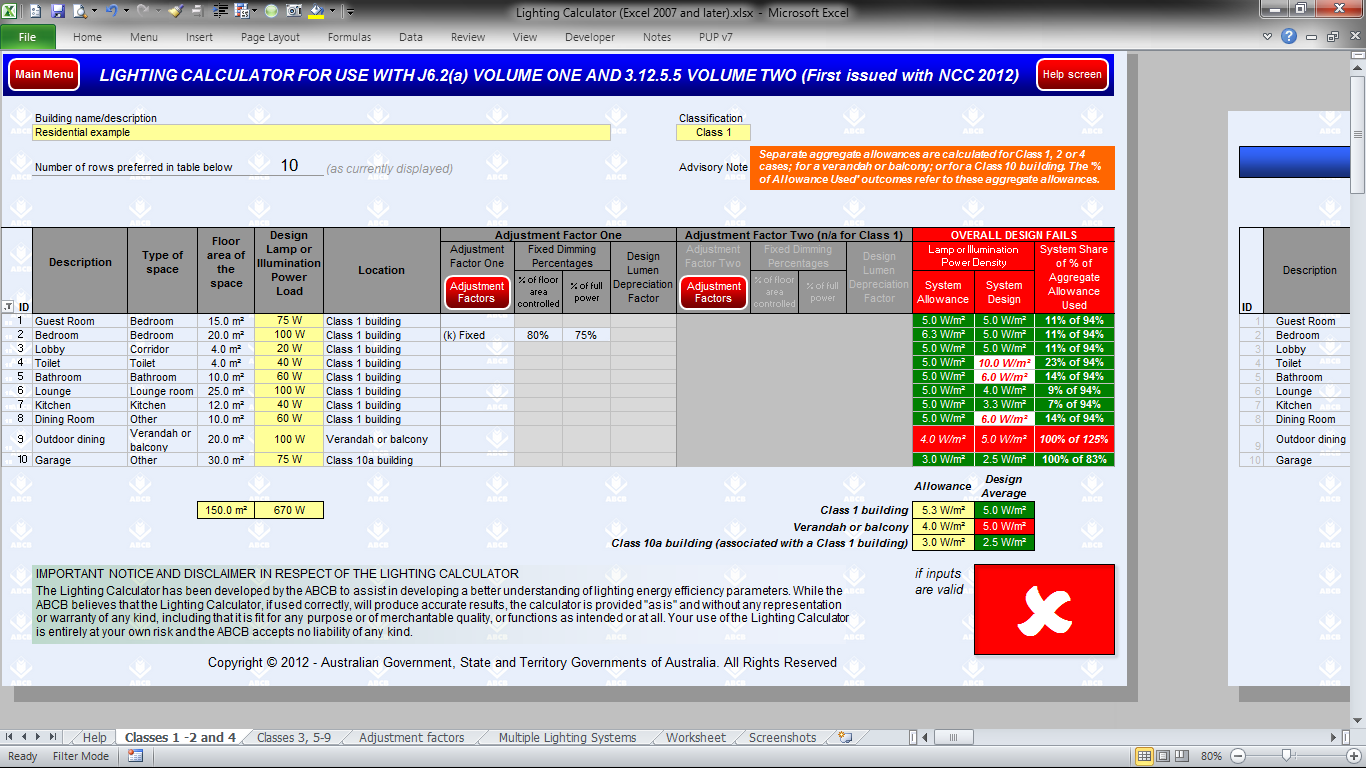 Lighting Calculator (Excel 2007 and later).xlsx - Microsoft Excel
File Home Menu Insert Page Layout Formulas Data Review View Developer Notes PUP v7
Main Menu LIGHTING CALCULATOR FOR USE WITH J6.2(a) VOLUME ONE AND 3.12.5.5 VOLUME TWO (First issued with NCC 2012) Help screen
Building name/description Classification
Residential example Class 1
Number of rows preferred in table below 10 (as currently displayed)
Advisory Note
Separate aggregate allowances are calculated for Class 1, 2 or 4
cases; for a verandah or balcony; or for a Class 10 building. The '%
of Allowance Used' outcomes refer to these aggregate allowances.
ID
Description
Type of
space
Floor
area of
the
space
Design
Lamp or
Illumination
Power
Load
Location
Adjustment Factor One
Adjustment
Factor One
Adjustment
Factors
Fixed Dimming
Percentages
% of floor
area
controlled
% of full
power
Design
Lumen
Depreciation
Factor
Adjustment Factor Two (n/a for Class 1)
Adjustment
Factor Two
Adjustment
Factors
Fixed Dimming
Percentages
% of floor
area
controlled
% of full
power
Design
Lumen
Depreciation
Factor
OVERALL DESIGN FAILS
Lamp or Illumination
Power Density
System
Allowance
System
Design
System Share
of % of
Aggregate
Allowance
Used
1 Guest Room Bedroom 15.0 m² 75 W Class 1 building 5.0 W/m² 5.0 W/m² 11% of 94%
2 Bedroom Bedroom 20.0 m² 100 W Class 1 building (k) Fixed 80% 75% 6.3 W/m² 5.0 W/m² 11% of 94%
3 Lobby Corridor 4.0 m² 20 W Class 1 building 5.0 W/m² 5.0 W/m² 11% of 94%
4 Toilet Toilet 4.0 m² 40 W Class 1 building 5.0 W/m² 10.0 W/m² 23% of 94%
5 Bathroom Bathroom 10.0 m² 60 W Class 1 building 5.0 W/m² 6.0 W/m² 14% of 94%
6 Lounge Lounge room 25.0 m² 100 W Class 1 building 5.0 W/m² 4.0 W/m² 9% of 94%
7 Kitchen Kitchen 12.0 m² 40 W Class 1 building 5.0 W/m² 3.3 W/m² 7% of 94%
8 Dining Room Other 10.0 m² 60 W Class 1 building 5.0 W/m² 6.0 W/m² 14% of 94%
9 Outdoor dining Verandah or
balcony 20.0 m² 100 W Verandah or balcony 4.0 W/m² 5.0 W/m² 100% of 125%
10 Garage Other 30.0 m² 75 W Class 10a building 3.0 W/m² 2.5 W/m² 100% of 83%
ID Description
1 Guest Room
2 Bedroom
3 Lobby
4 Toilet
5 Bathroom
6 Lounge
7 Kitchen
8 Dining Room
9 Outdoor dining
10 Garage
Allowance Design
Average
150.0 m² 670 W Class 1 building 5.3 W/m² 5.0 W/m²
Verandah or balcony 4.0 W/m² 5.0 W/m²
Class 10a building (associated with a Class 1 building) 3.0 W/m² 2.5 W/m²
IMPORTANT NOTICE AND DISCLAIMER IN RESPECT OF THE LIGHTING CALCULATOR
The Lighting Calculator has been developed by the ABCB to assist in developing a better understanding of lighting energy efficiency parameters. While the
ABCB believes that the Lighting Calculator, if used correctly, will produce accurate results, the calculator is provided "as is" and without any representation
or warranty of any kind, including that it is fit for any purpose or of merchantable quality, or functions as intended or at all. Your use of the Lighting Calculator
is entirely at your own risk and the ABCB accepts no liability of any kind.
if inputs
are valid
Copyright © 2012 - Australian Government, State and Territory Governments of Australia. All Rights Reserved
Help Classes 1 -2 and 4 Classes 3, 5-9 Adjustment factors Multiple Lighting Systems Worksheet Screenshots
Ready Filter Mode 80%